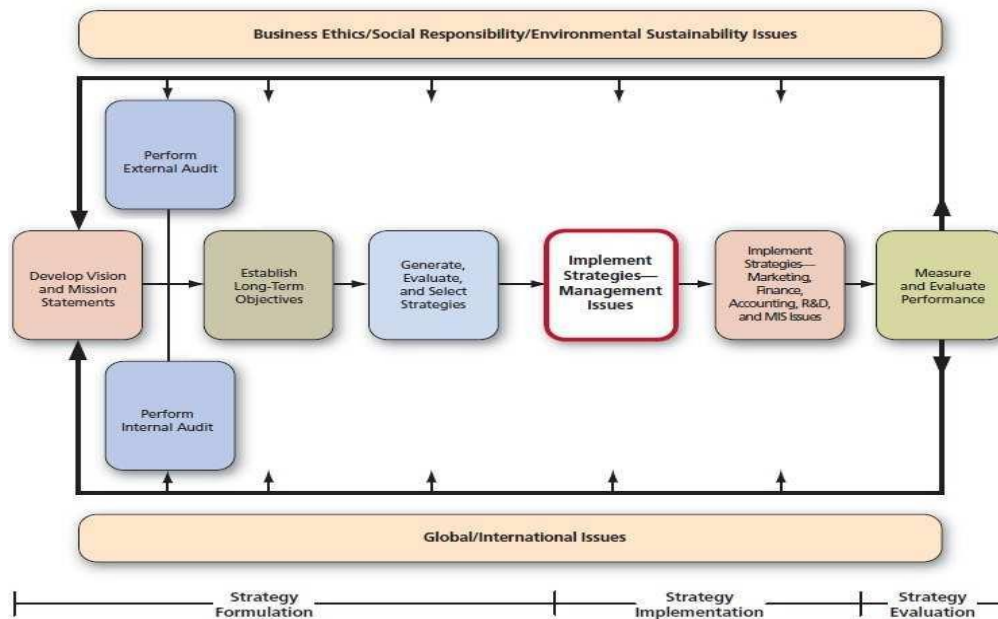 Business Ethics/Social Responsibility/Environmental Sustainability Issues
Perform
External Audit
Develop Vision
and Mission
Statements
Establish
Long-Term
Objectives
Generate,
Evaluate,
and Select
Strategies
Implement
Strategies—
Management
Issues
Implement
Strategies—
Marketing,
Finance,
Accounting, R&D,
and MIS Issues
Measure
and Evaluate
Performance
Perform
Internal Audit
Global/International Issues
Strategy
Formulation
Strategy
Implementation
Strategy
Evaluation